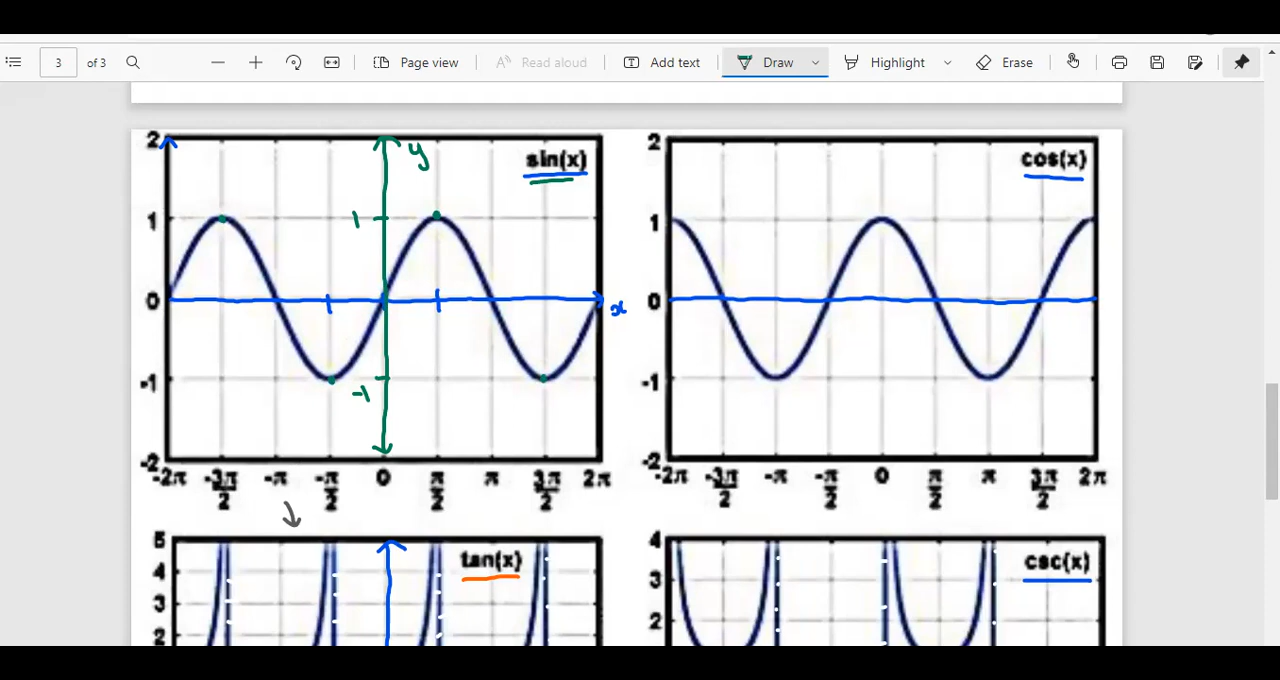 3 of 3 Page view Read aloud Add text Draw Highlight Erase
2 y sin(x)
1 1
0 x
-1 -1
-2
-2π -3π/2 -π -π/2 0 π/2 π 3π/2 2π
2 cos(x)
1
0
-1
-2
-2π -3π/2 -π -π/2 0 π/2 π 3π/2 2π
5 tan(x)
4
3
2
4 csc(x)
3
2